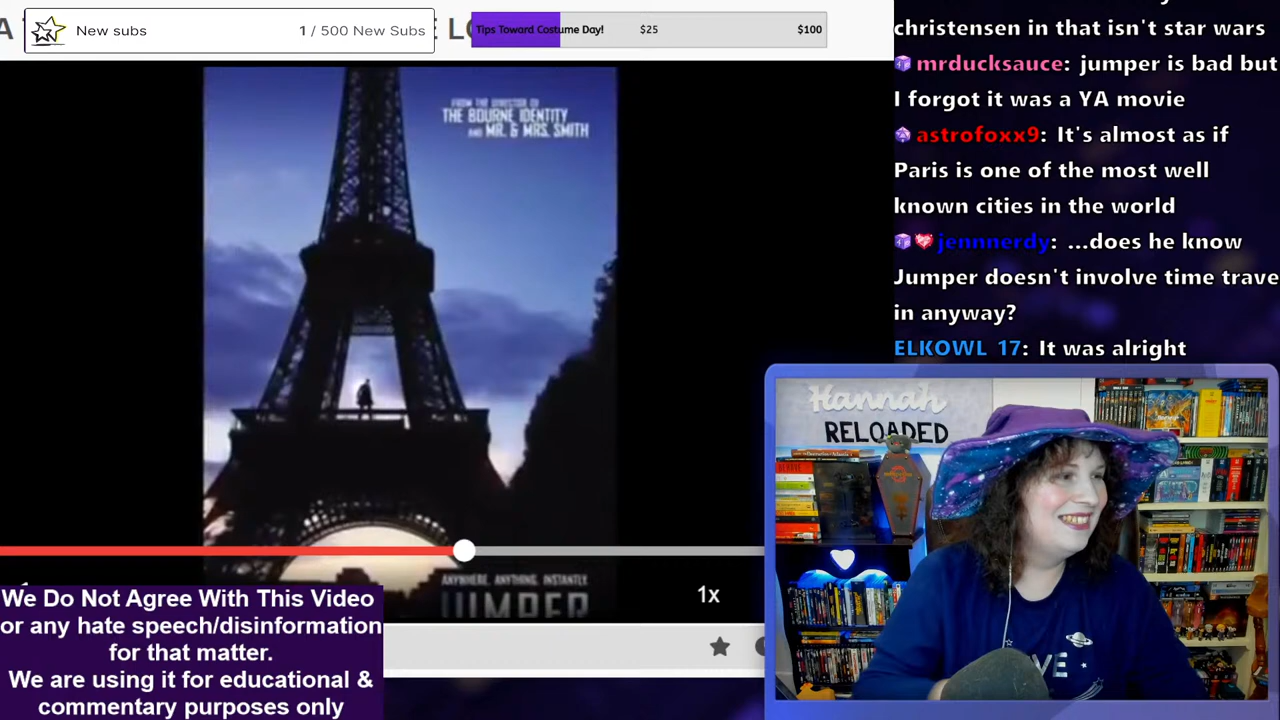 New subs
1 / 500 New Subs
Tips Toward Costume Day!
$25
$100
FROM THE DIRECTOR OF
THE BOURNE IDENTITY
AND MR. & MRS. SMITH
ANYWHERE. ANYTHING. INSTANTLY.
JUMPER
1x
We Do Not Agree With This Video
or any hate speech/disinformation
for that matter.
We are using it for educational &
commentary purposes only
christensen in that isn't star wars
mrducksauce: jumper is bad but
I forgot it was a YA movie
astrofoxx9: It's almost as if
Paris is one of the most well
known cities in the world
jennnerdy: ...does he know
Jumper doesn't involve time trave
in anyway?
ELKOWL 17: It was alright
Hannah
RELOADED